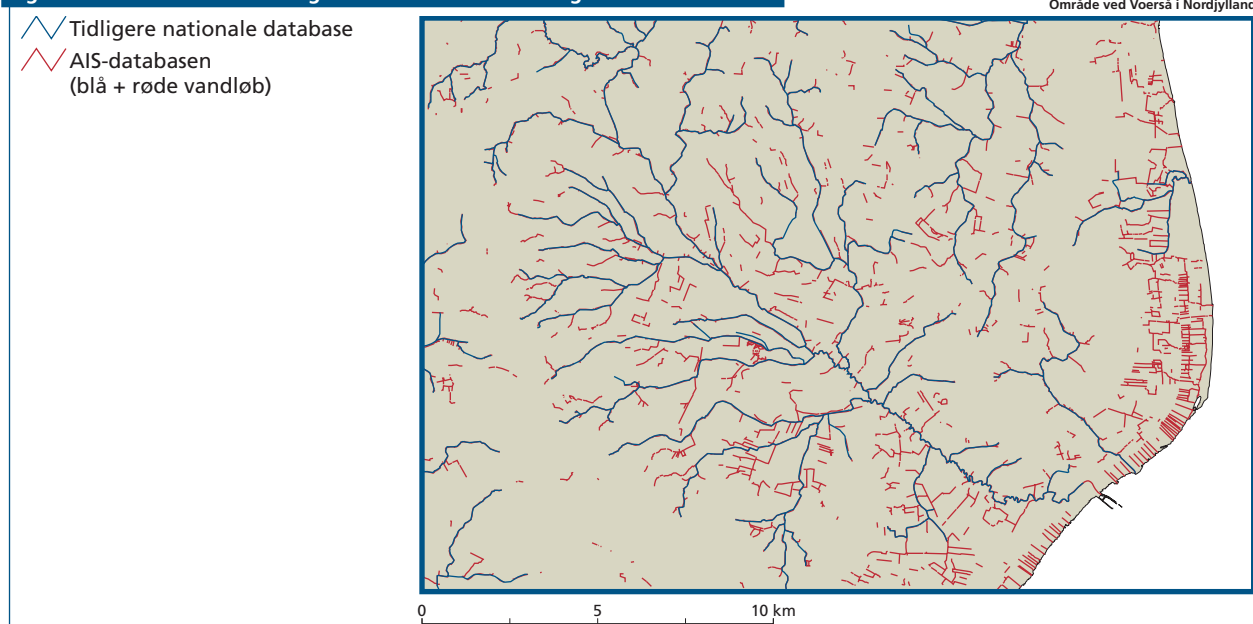 Område ved Voerså i Nordjylland
Tidligere nationale database
AIS-databasen
(blå + røde vandløb)
0 5 10 km